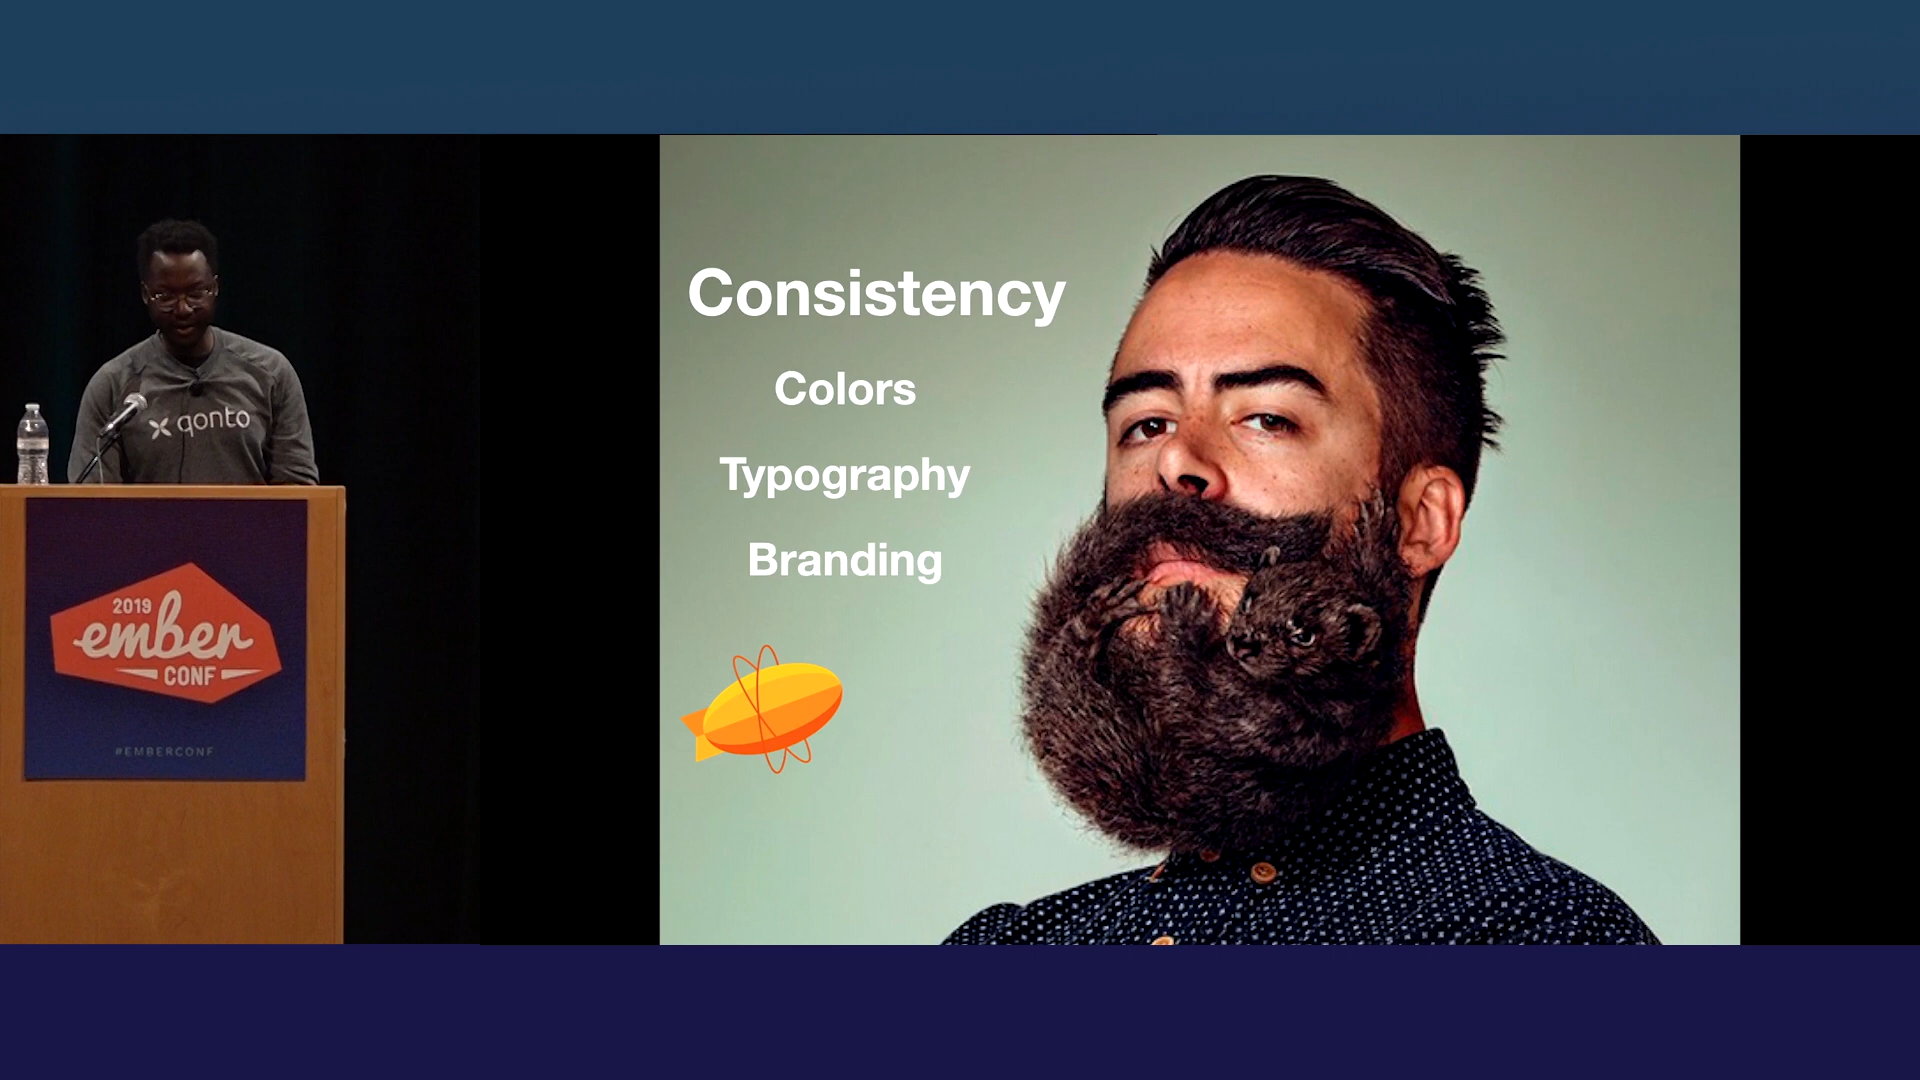 qonto
2019
ember
CONF
#EMBERCONF
Consistency
Colors
Typography
Branding